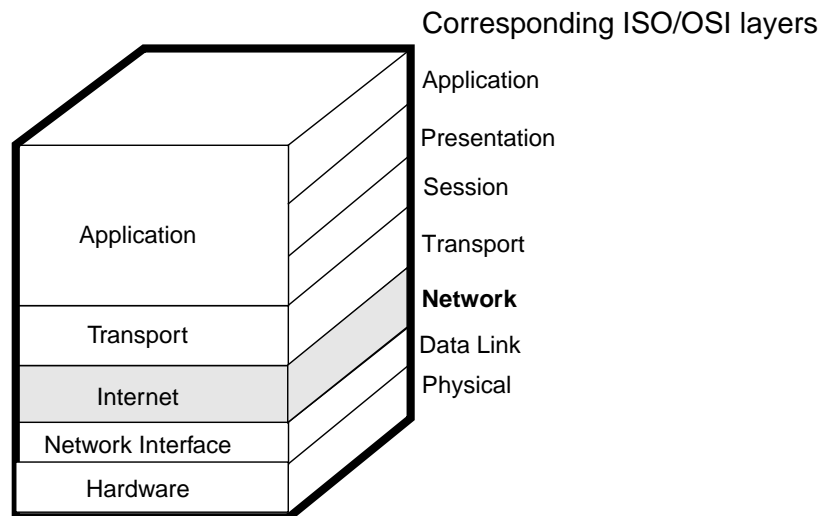 Corresponding ISO/OSI layers
Application
Presentation
Session
Transport
Network
Data Link
Physical
Application
Transport
Internet
Network Interface
Hardware